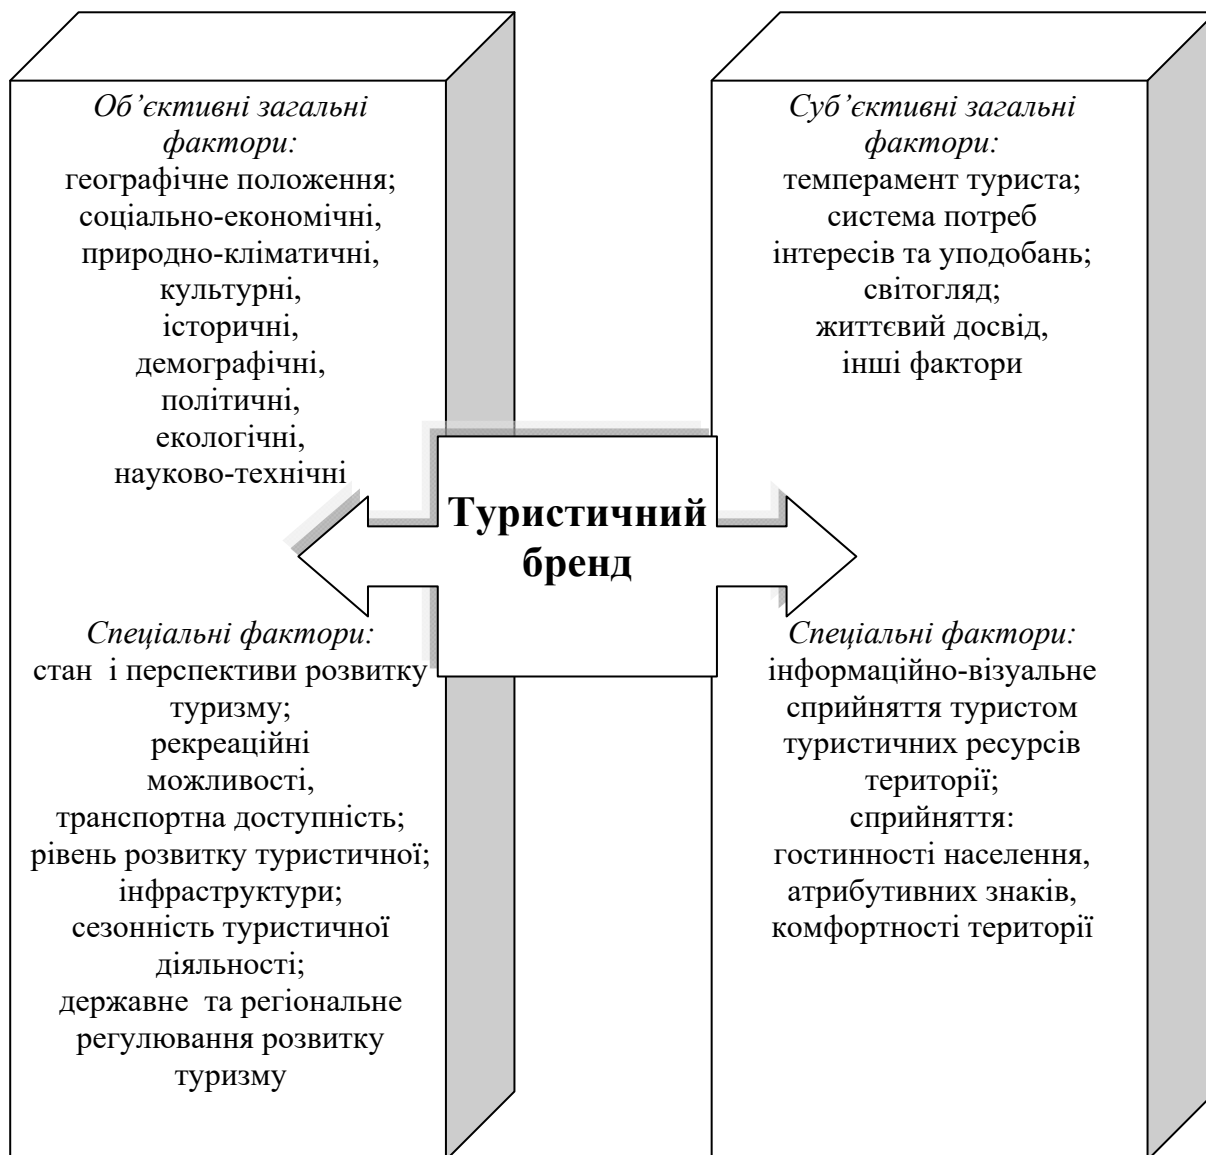 Об’єктивні загальні
фактори:
географічне положення;
соціально-економічні,
природно-кліматичні,
культурні,
історичні,
демографічні,
політичні,
екологічні,
науково-технічні
Спеціальні фактори:
стан і перспективи розвитку
туризму;
рекреаційні
можливості,
транспортна доступність;
рівень розвитку туристичної;
інфраструктури;
сезонність туристичної
діяльності;
державне та регіональне
регулювання розвитку
туризму
Туристичний
бренд
Суб’єктивні загальні
фактори:
темперамент туриста;
система потреб
інтересів та уподобань;
світогляд;
життєвий досвід,
інші фактори
Спеціальні фактори:
інформаційно-візуальне
сприйняття туристом
туристичних ресурсів
території;
сприйняття:
гостинності населення,
атрибутивних знаків,
комфортності території